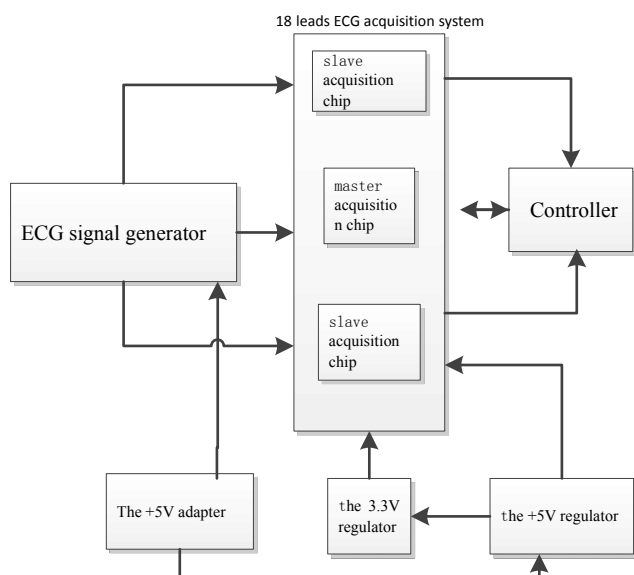 18 leads ECG acquisition system
slave
acquisition
chip
master
acquisitio
n chip
Controller
ECG signal generator
slave
acquisition
chip
The +5V adapter
the 3.3V
regulator
the +5V regulator